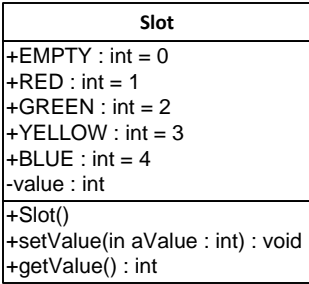 Slot
+EMPTY : int = 0
+RED : int = 1
+GREEN : int = 2
+YELLOW : int = 3
+BLUE : int = 4
-value : int
+Slot()
+setValue(in aValue : int) : void
+getValue() : int